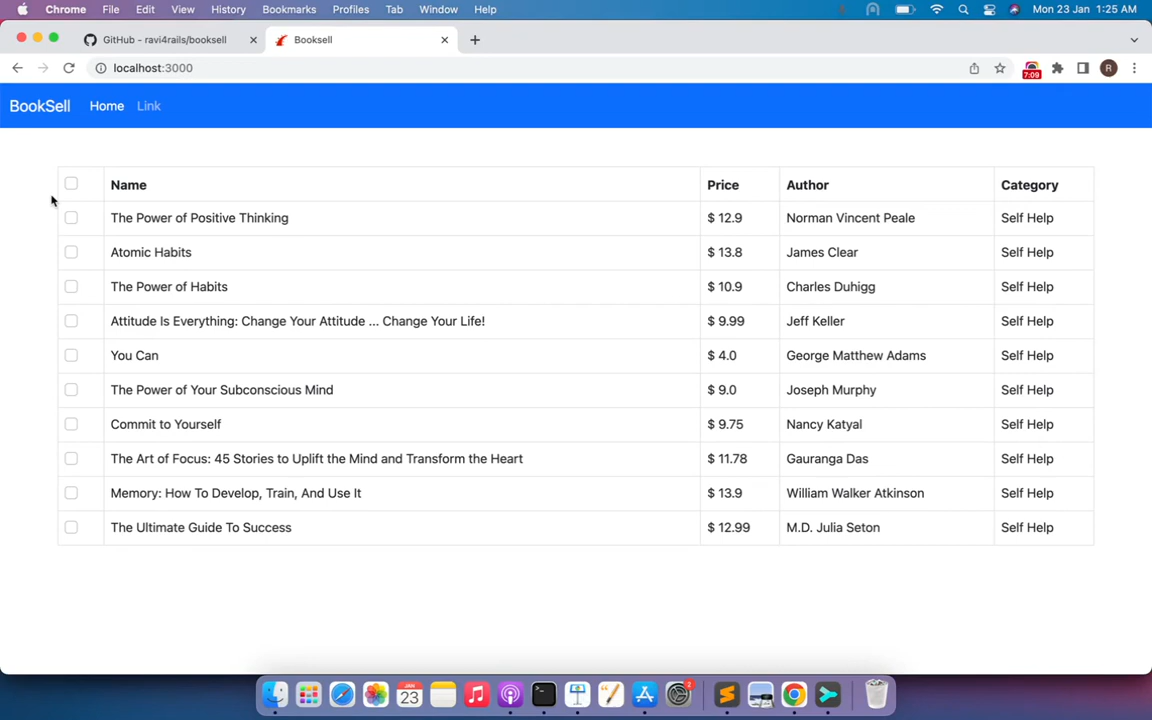 Chrome File Edit View History Bookmarks Profiles Tab Window Help Mon 23 Jan 1:25 AM
GitHub - ravi4rails/booksell Booksell
localhost:3000 7:09 R
BookSell Home Link
Name Price Author Category
The Power of Positive Thinking $ 12.9 Norman Vincent Peale Self Help
Atomic Habits $ 13.8 James Clear Self Help
The Power of Habits $ 10.9 Charles Duhigg Self Help
Attitude Is Everything: Change Your Attitude ... Change Your Life! $ 9.99 Jeff Keller Self Help
You Can $ 4.0 George Matthew Adams Self Help
The Power of Your Subconscious Mind $ 9.0 Joseph Murphy Self Help
Commit to Yourself $ 9.75 Nancy Katyal Self Help
The Art of Focus: 45 Stories to Uplift the Mind and Transform the Heart $ 11.78 Gauranga Das Self Help
Memory: How To Develop, Train, And Use It $ 13.9 William Walker Atkinson Self Help
The Ultimate Guide To Success $ 12.99 M.D. Julia Seton Self Help
JAN
23
2